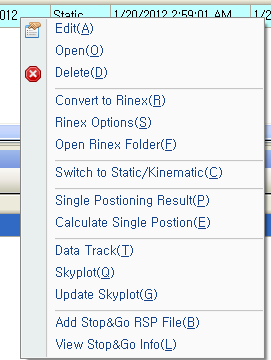 012 Static 1/20/2012 2:59:01 AM 1/2
Edit(A)
Open(O)
Delete(D)
Convert to Rinex(R)
Rinex Options(S)
Open Rinex Folder(F)
Switch to Static/Kinematic(C)
Single Postioning Result(P)
Calculate Single Postion(E)
Data Track(T)
Skyplot(Q)
Update Skyplot(G)
Add Stop&Go RSP File(B)
View Stop&Go Info(L)